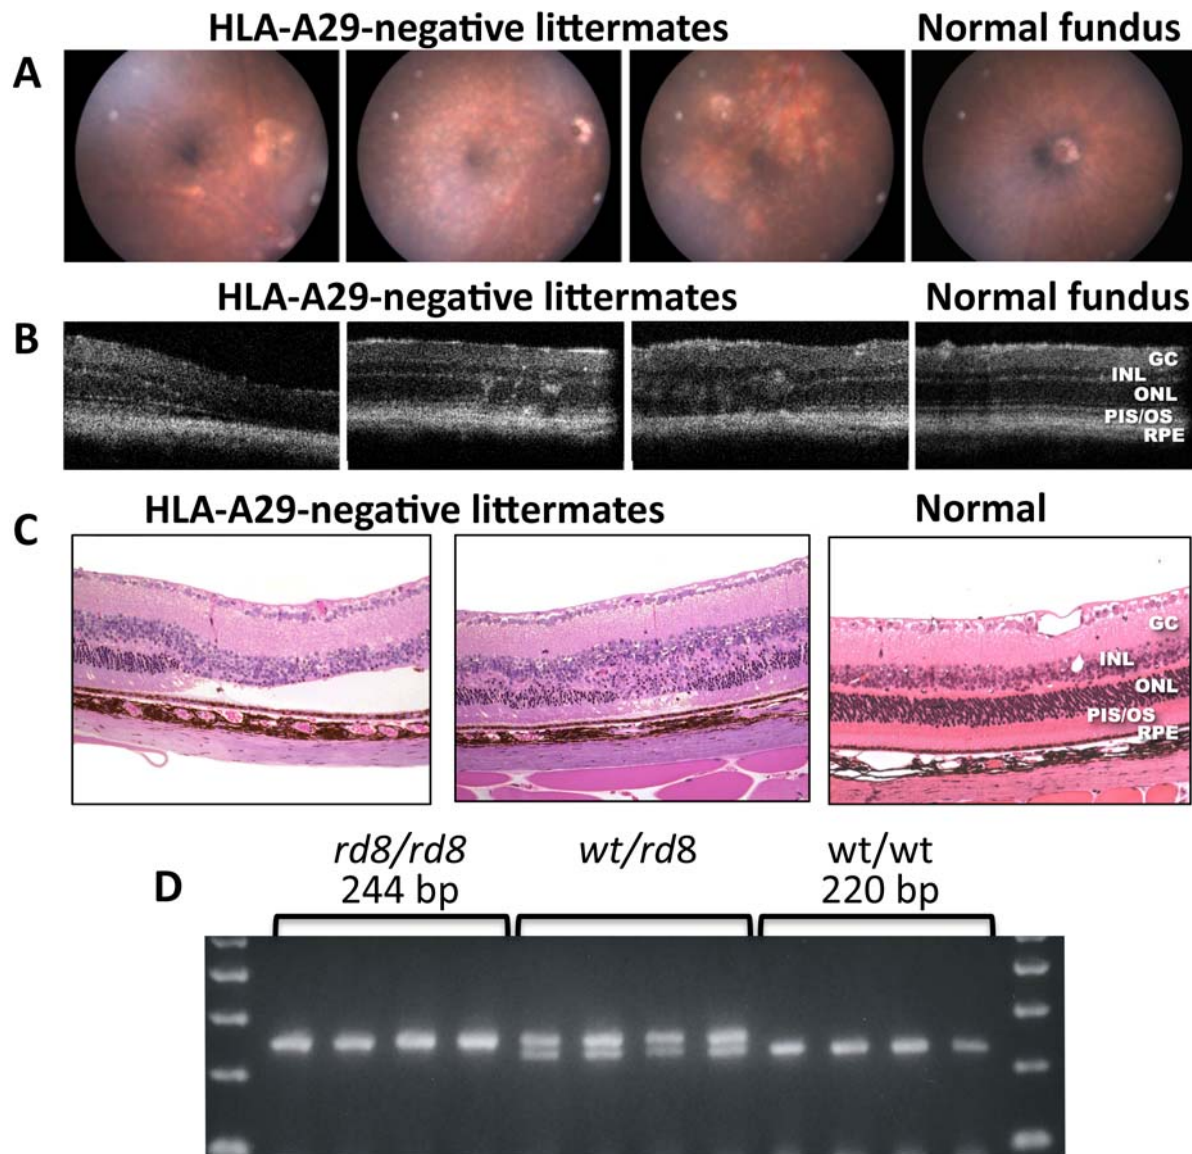 HLA-A29-negative littermates Normal fundus
A
HLA-A29-negative littermates Normal fundus
B
GC
INL
ONL
PIS/OS
RPE
HLA-A29-negative littermates Normal
C
GC
INL
ONL
PIS/OS
RPE
rd8/rd8 wt/rd8 wt/wt
D 244 bp 220 bp